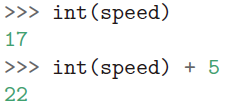 >>> int(speed)
17
>>> int(speed) + 5
22